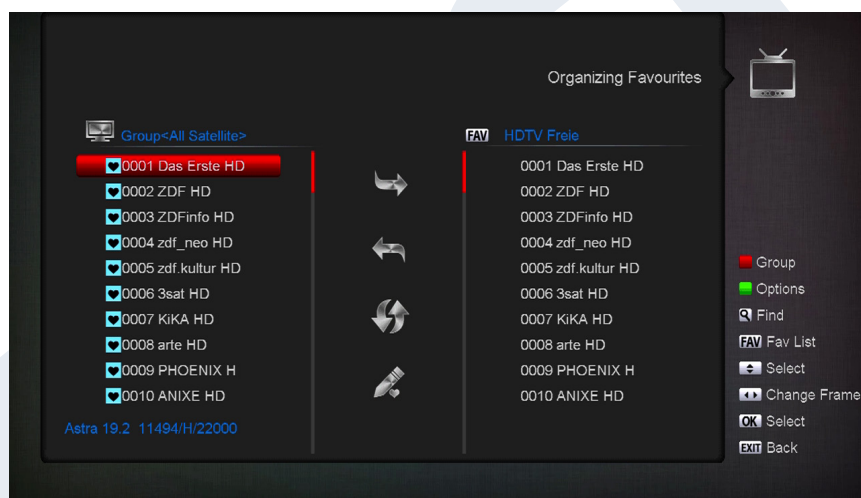 Organizing Favourites
Group<All Satellite>
0001 Das Erste HD
0002 ZDF HD
0003 ZDFinfo HD
0004 zdf_neo HD
0005 zdf.kultur HD
0006 3sat HD
0007 KiKA HD
0008 arte HD
0009 PHOENIX H
0010 ANIXE HD
Astra 19.2 11494/H/22000
FAV HDTV Freie
0001 Das Erste HD
0002 ZDF HD
0003 ZDFinfo HD
0004 zdf_neo HD
0005 zdf.kultur HD
0006 3sat HD
0007 KiKA HD
0008 arte HD
0009 PHOENIX H
0010 ANIXE HD
Group
Options
Find
FAV Fav List
Select
Change Frame
OK Select
EXIT Back